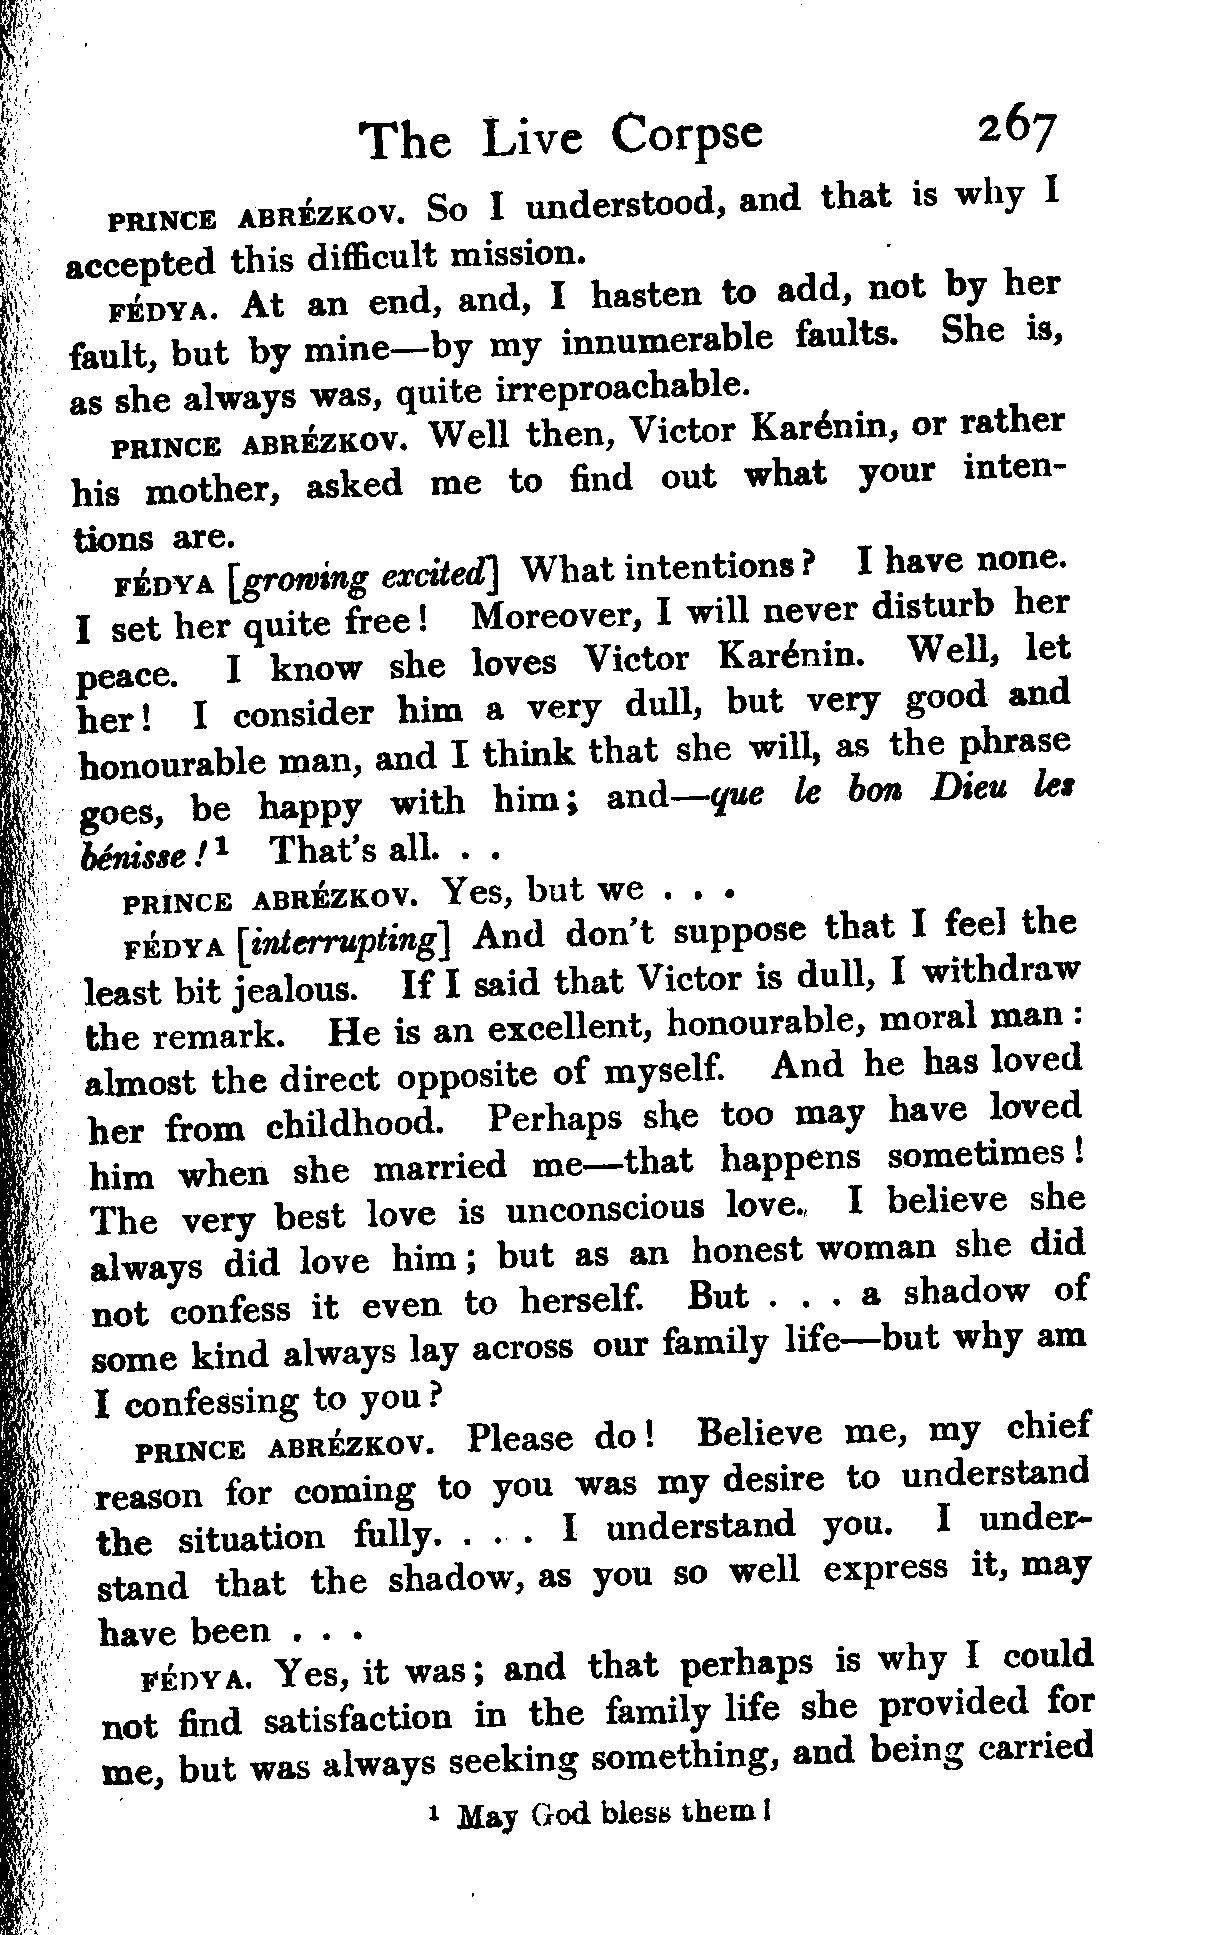 The Live Corpse 267
PRINCE ABRÉZKOV. So I understood, and that is why I
accepted this difficult mission.
FÉDYA. At an end, and, I hasten to add, not by her
fault, but by mine—by my innumerable faults. She is,
as she always was, quite irreproachable.
PRINCE ABRÉZKOV. Well then, Victor Karénin, or rather
his mother, asked me to find out what your inten-
tions are.
FÉDYA [growing excited] What intentions? I have none.
I set her quite free! Moreover, I will never disturb her
peace. I know she loves Victor Karénin. Well, let
her! I consider him a very dull, but very good and
honourable man, and I think that she will, as the phrase
goes, be happy with him; and—que le bon Dieu les
bénisse!¹ That's all. . .
PRINCE ABRÉZKOV. Yes, but we . . .
FÉDYA [interrupting] And don't suppose that I feel the
least bit jealous. If I said that Victor is dull, I withdraw
the remark. He is an excellent, honourable, moral man:
almost the direct opposite of myself. And he has loved
her from childhood. Perhaps she too may have loved
him when she married me—that happens sometimes!
The very best love is unconscious love. I believe she
always did love him; but as an honest woman she did
not confess it even to herself. But . . . a shadow of
some kind always lay across our family life—but why am
I confessing to you?
PRINCE ABRÉZKOV. Please do! Believe me, my chief
reason for coming to you was my desire to understand
the situation fully. . . . I understand you. I under-
stand that the shadow, as you so well express it, may
have been . . .
FÉDYA. Yes, it was; and that perhaps is why I could
not find satisfaction in the family life she provided for
me, but was always seeking something, and being carried
¹ May God bless them!